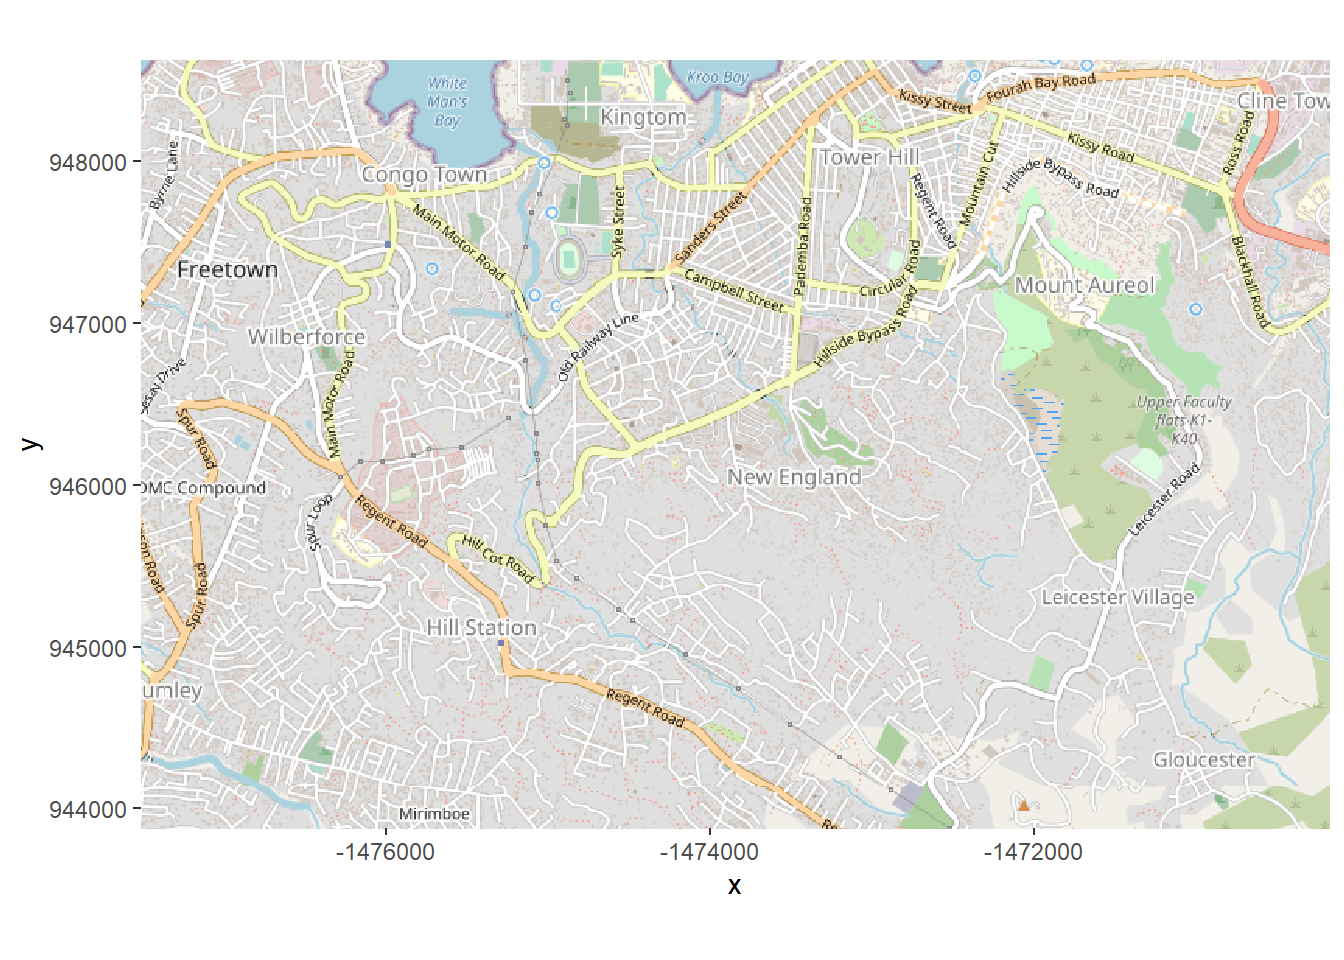 White
Man's
Bay
Kroo Bay
Kissy Street
Fourah Bay Road
Kingtom
Cline Tow
948000
Byrne Lane
Congo Town
Tower Hill
Kissy Road
Ross Road
Hillside Bypass Road
Mountain Cut
Regent Road
Main Motor Road
Syke Street
Sanders Street
Pademba Road
Freetown
Campbell Street
Circular Road
Mount Aureol
Blackhall Road
947000
Wilberforce
Old Railway Line
Hillside Bypass Road
esay Drive
Main Motor Road
Spur Road
Upper Faculty
flats K1-
K40
y
946000
OMC Compound
New England
Leicester Road
Spur Loop
Regent Road
Hill Cot Road
son Road
Spur Road
Leicester Village
Hill Station
945000
umley
Regent Road
Gloucester
944000
Mirimboe
Re
-1476000
-1474000
-1472000
x